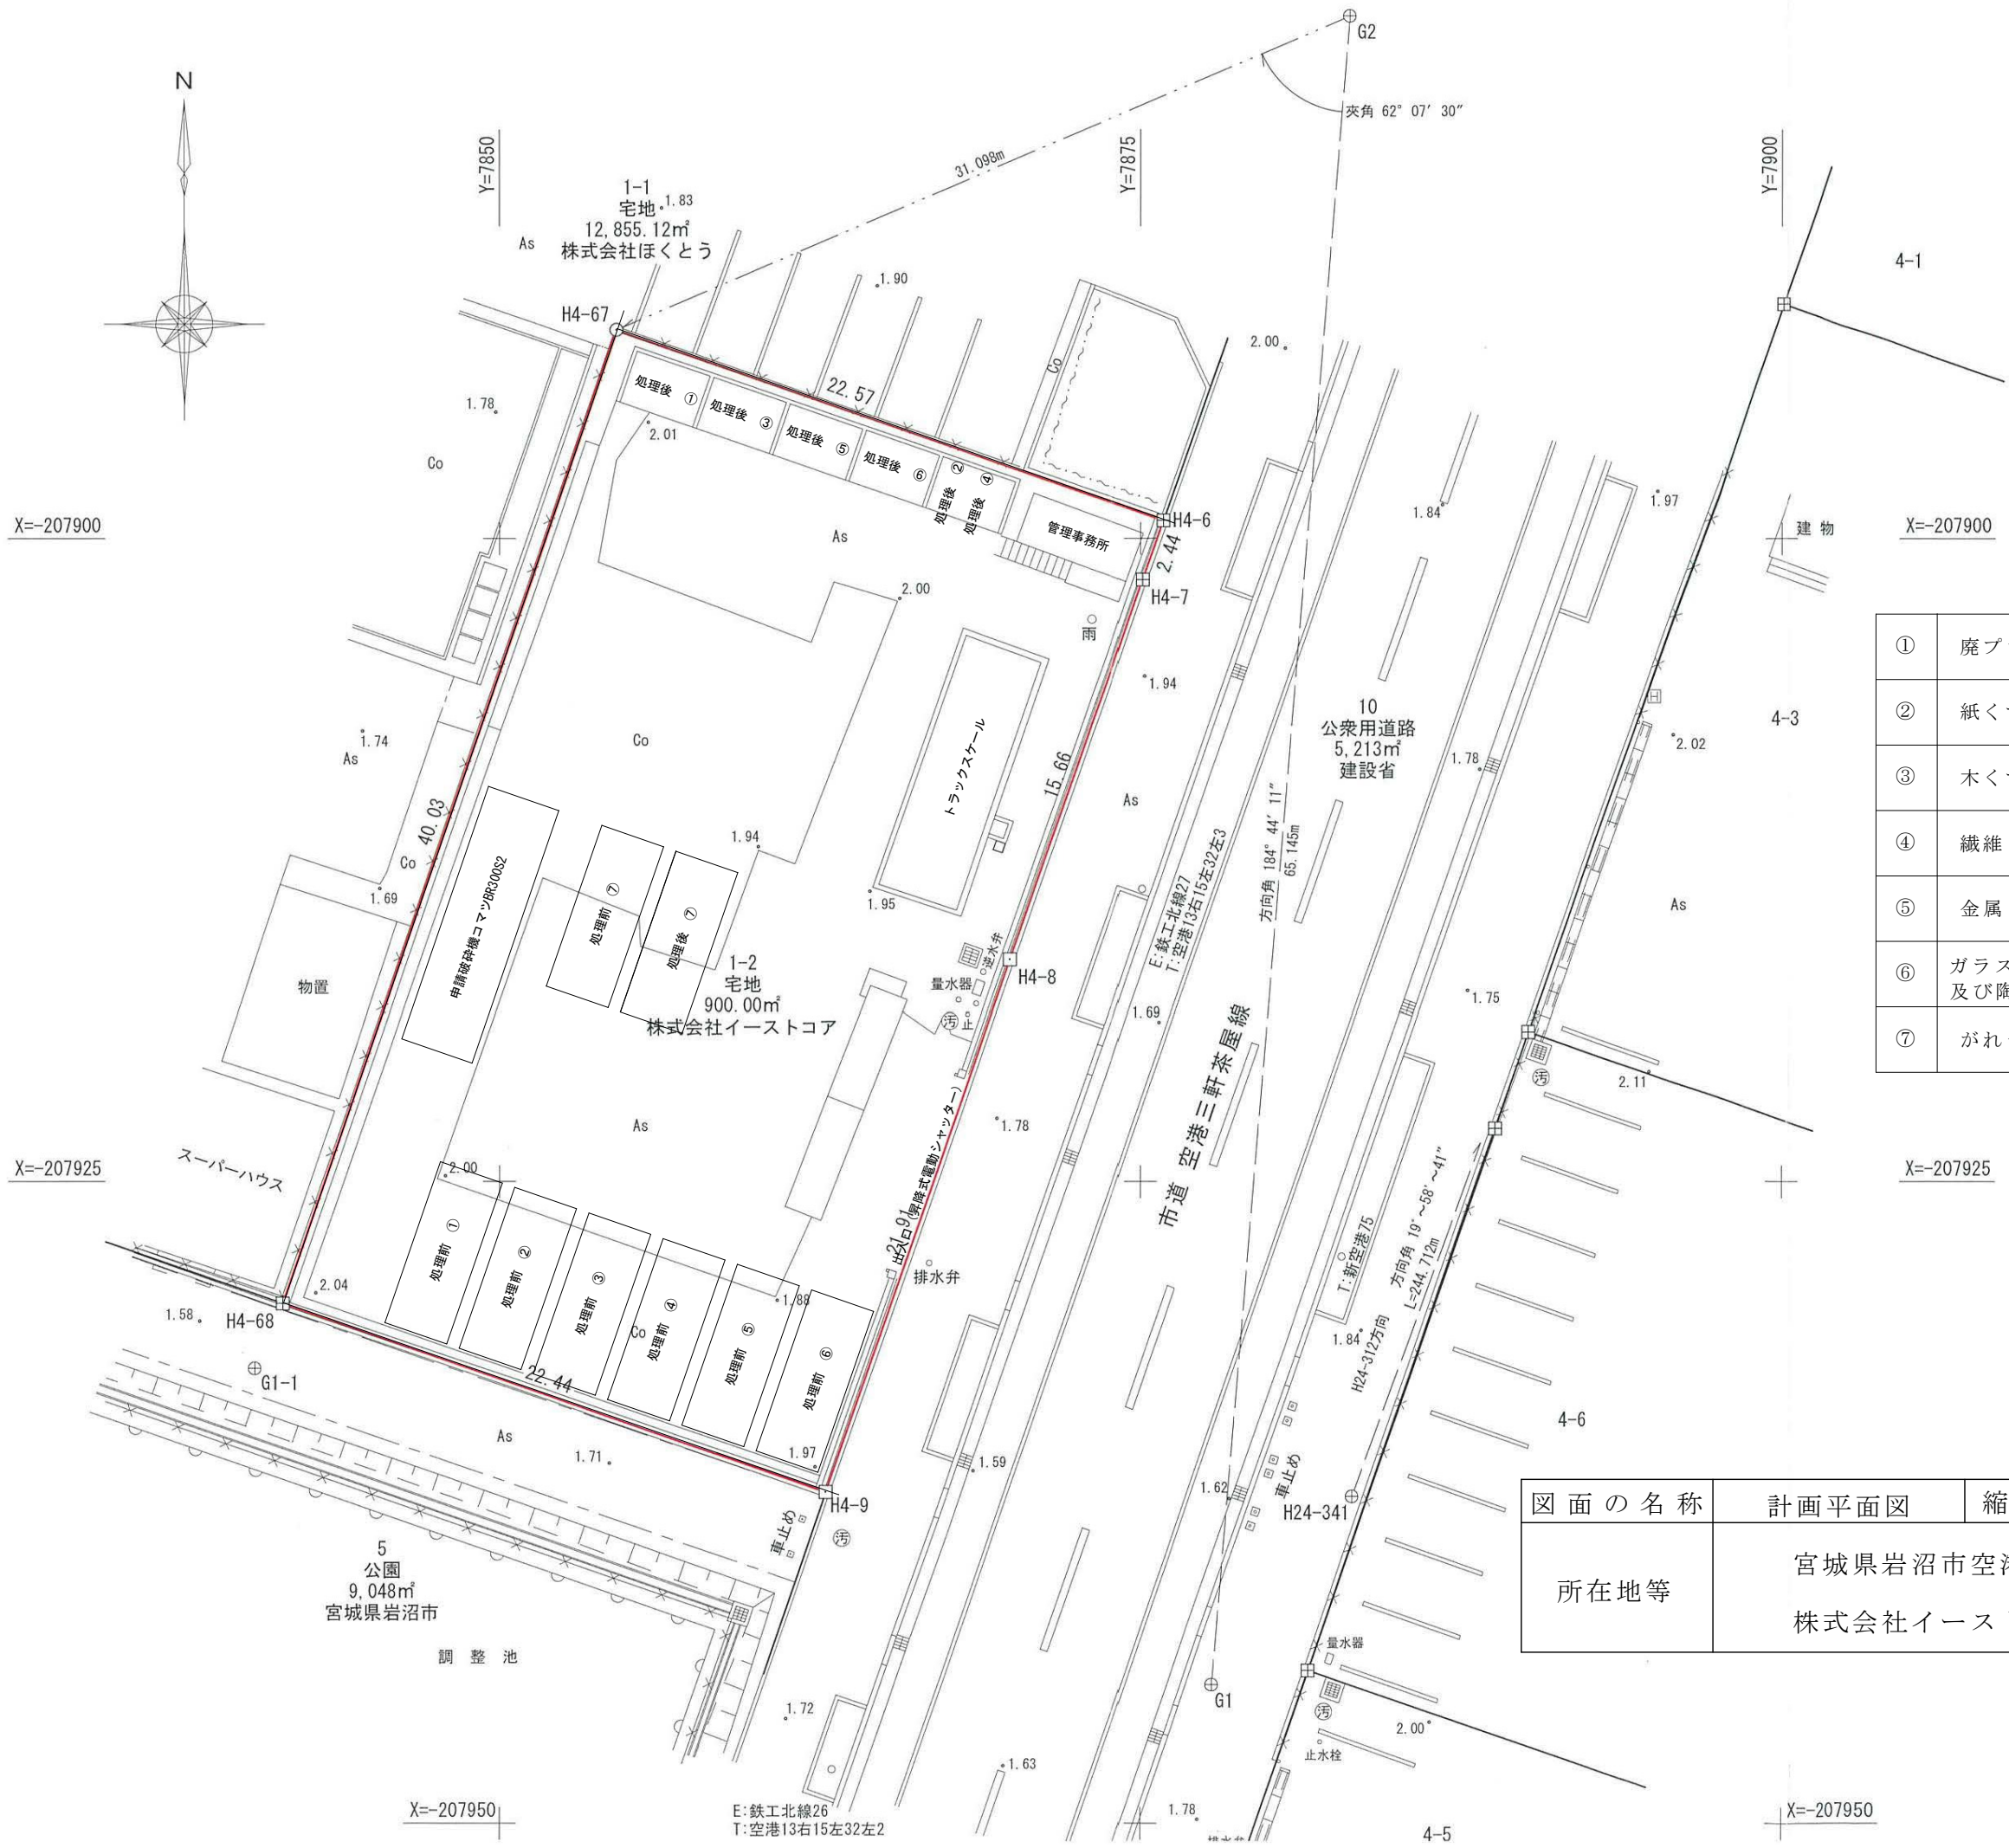 G2
夾角 62° 07′ 30″
31.098m
N
Y=7850
Y=7875
Y=7900
1-1
宅地
1.83
12,855.12㎡
株式会社ほくとう
As
1.90
4-1
H4-67
2.00
Co
22.57
1.78
処理後 ①
処理後 ③
処理後 ⑤
処理後 ⑥
処理後 ②
処理後 ④
2.01
Co
管理事務所
H4-6
1.84
1.97
建物
X=-207900
X=-207900
As
2.44
H4-7
2.00
雨
1.94
10
公衆用道路
5,213㎡
建設省
4-3
2.02
1.74
As
Co
トラックスケール
15.66
As
1.78
方向角 184° 44′ 11″
65.145m
40.03
Co
1.69
申請破砕機コマツBR300S2
処理前 ⑦
処理後 ⑦
1.94
1.95
E:鉄工北線27
T:空港13右15左32左3
As
物置
1-2
宅地
900.00㎡
株式会社イーストコア
逆水弁
量水器
汚
止
H4-8
1.69
1.75
市道 空港三軒茶屋線
汚
2.11
As
1.78
出入口(昇降式電動シャッター)
21.91
スーパーハウス
X=-207925
X=-207925
2.00
処理前 ①
処理前 ②
処理前 ③
処理前 ④
処理前 ⑤
処理前 ⑥
1.88
Co
排水弁
T:新空港75
方向角 19°~58′~41″
L=244.712m
H24-312方向
1.84
2.04
1.58
H4-68
G1-1
22.44
1.97
As
1.71
H4-9
汚
車止め
1.59
1.62
車止め
H24-341
4-6
5
公園
9,048㎡
宮城県岩沼市
調整池
量水器
G1
汚
止水栓
2.00
1.72
1.63
1.78
X=-207950
X=-207950
E:鉄工北線26
T:空港13右15左32左2
4-5
① 廃プ
② 紙く
③ 木く
④ 繊維
⑤ 金属
⑥ ガラス
及び陶
⑦ がれ
図面の名称 計画平面図 縮
所在地等
宮城県岩沼市空
株式会社イース